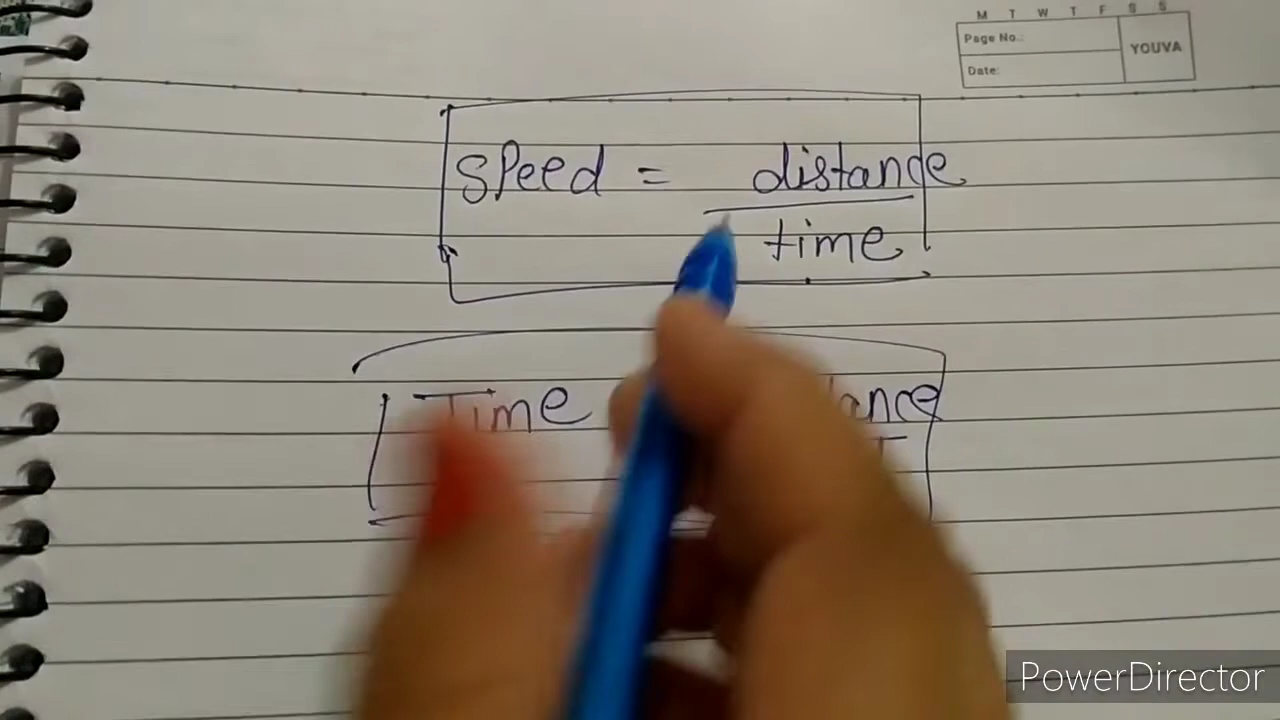 M T W T F S S
Page No.:
YOUVA
Date:
speed = distance
time
Time
PowerDirector